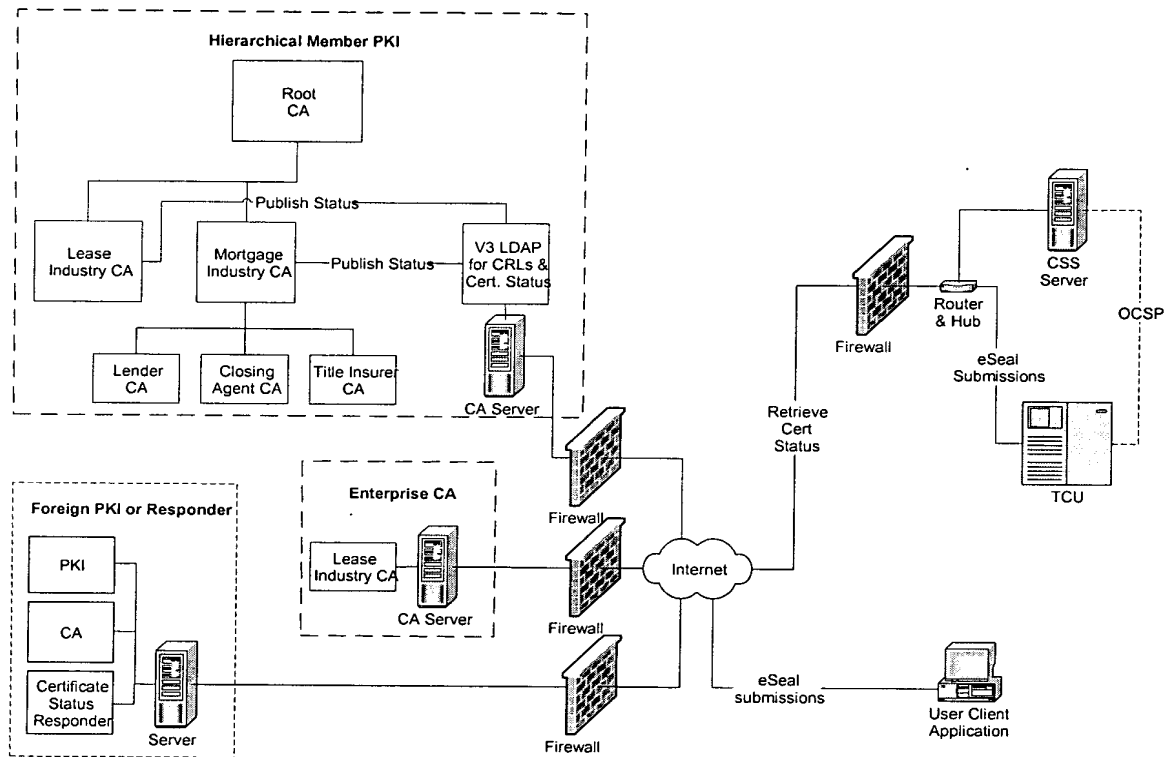 Hierarchical Member PKI
Root
CA
Publish Status
Lease
Industry CA
Mortgage
Industry CA
Publish Status
V3 LDAP
for CRLs &
Cert. Status
Lender
CA
Closing
Agent CA
Title Insurer
CA
CA Server
Firewall
Enterprise CA
Lease
Industry CA
CA Server
Firewall
Foreign PKI or Responder
PKI
CA
Certificate
Status
Responder
Server
Firewall
Internet
Retrieve
Cert
Status
Firewall
Router
& Hub
CSS
Server
OCSP
eSeal
Submissions
TCU
eSeal
submissions
User Client
Application